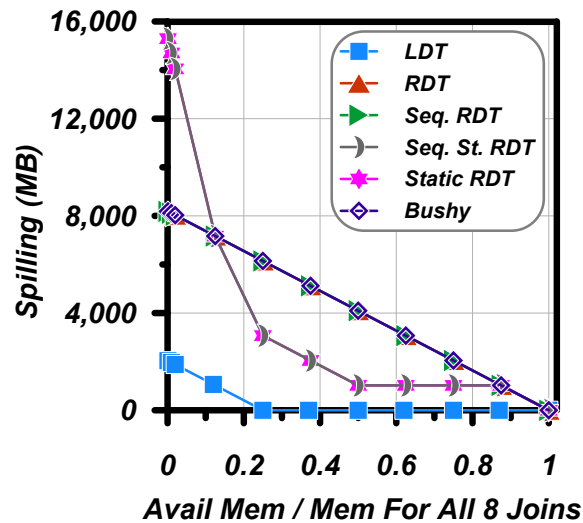 16,000
12,000
8,000
4,000
0
Spilling (MB)
LDT
RDT
Seq. RDT
Seq. St. RDT
Static RDT
Bushy
0 0.2 0.4 0.6 0.8 1
Avail Mem / Mem For All 8 Joins